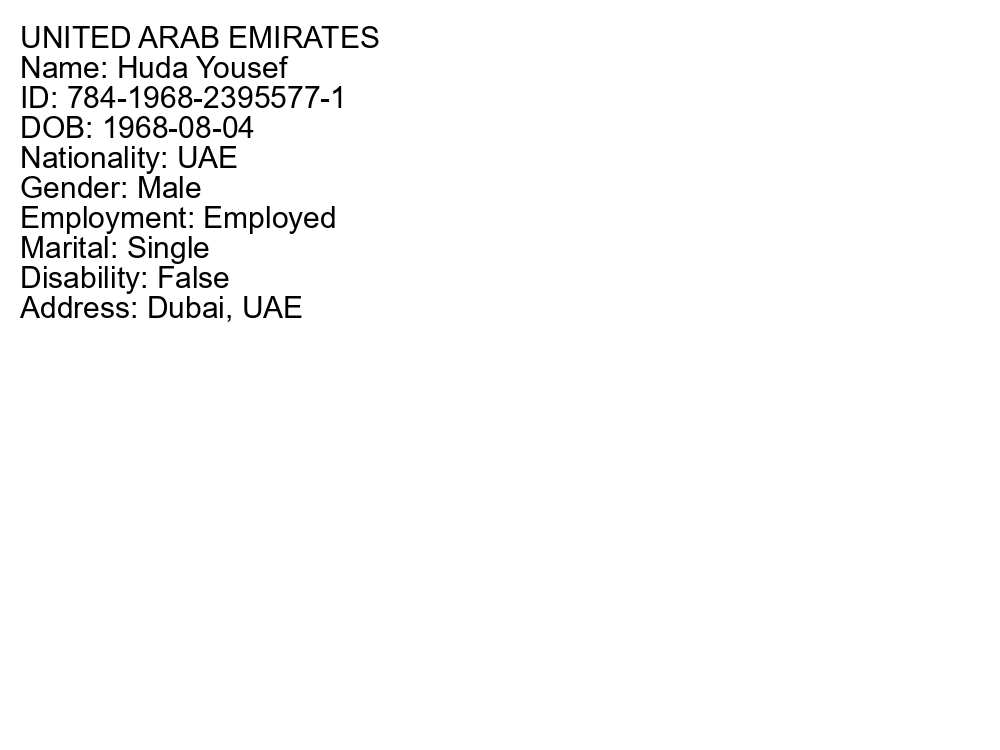 UNITED ARAB EMIRATES
Name: Huda Yousef
ID: 784-1968-2395577-1
DOB: 1968-08-04
Nationality: UAE
Gender: Male
Employment: Employed
Marital: Single
Disability: False
Address: Dubai, UAE